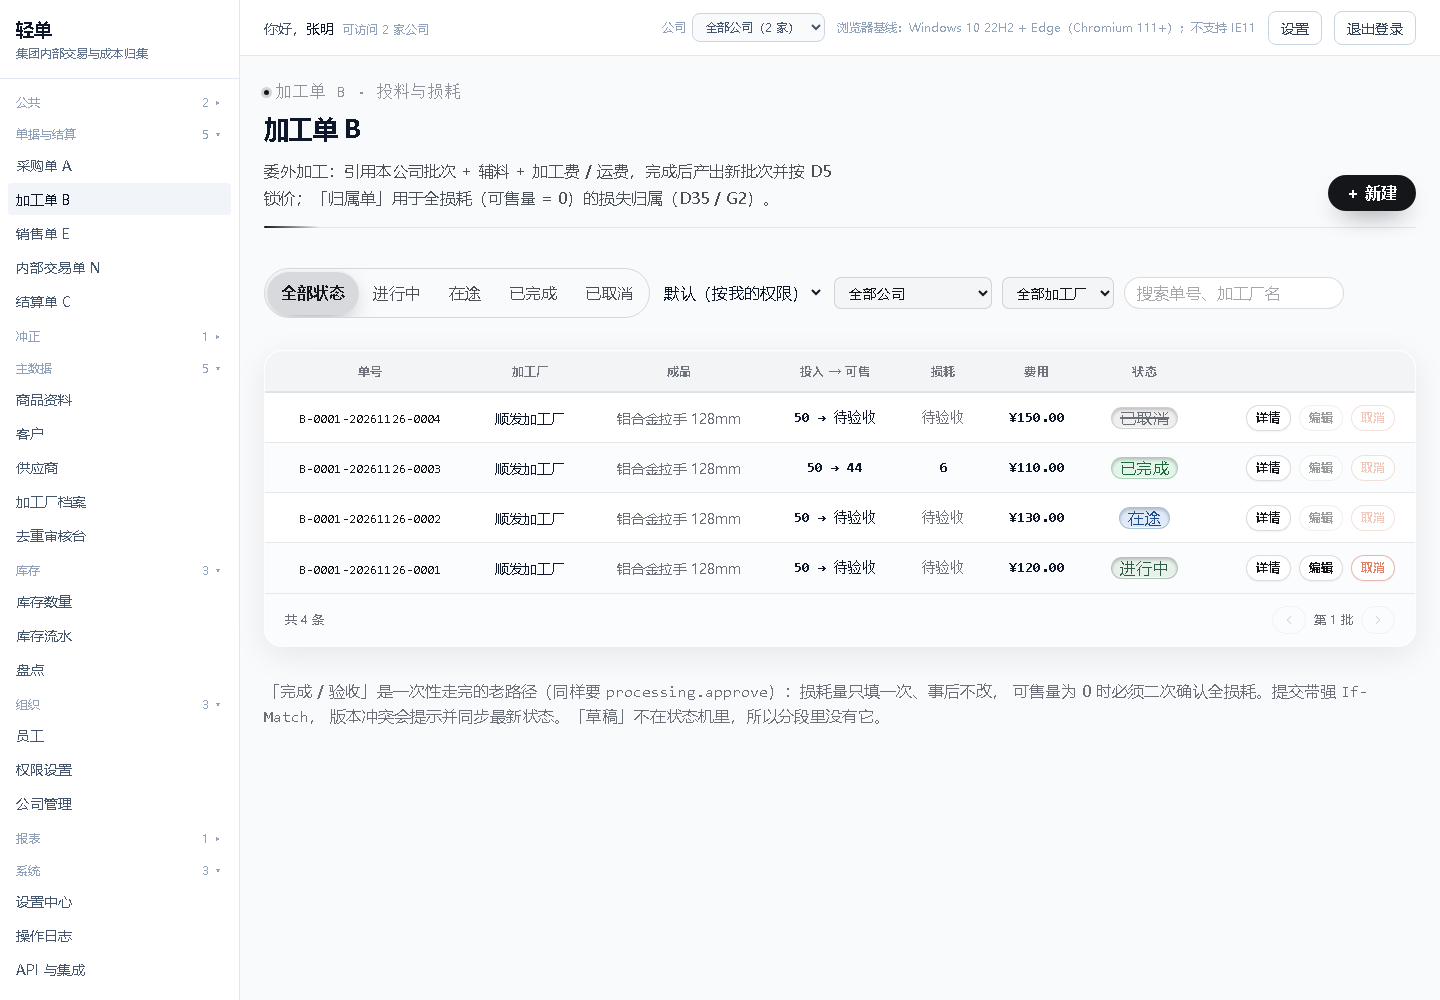 轻单
集团内部交易与成本归集
公共 2
单据与结算 5
采购单 A
加工单 B
销售单 E
内部交易单 N
结算单 C
冲正 1
主数据 5
商品资料
客户
供应商
加工厂档案
去重审核台
库存 3
库存数量
库存流水
盘点
组织 3
员工
权限设置
公司管理
报表 1
系统 3
设置中心
操作日志
API 与集成
你好，张明 可访问 2 家公司
公司 全部公司（2 家） 浏览器基线：Windows 10 22H2 + Edge（Chromium 111+）；不支持 IE11 设置 退出登录
加工单 B · 投料与损耗
加工单 B
委外加工：引用本公司批次 + 辅料 + 加工费 / 运费，完成后产出新批次并按 D5
锁价；「归属单」用于全损耗（可售量 = 0）的损失归属（D35 / G2）。
+ 新建
全部状态 进行中 在途 已完成 已取消 默认（按我的权限） 全部公司 全部加工厂 搜索单号、加工厂名
单号 加工厂 成品 投入 → 可售 损耗 费用 状态
B-0001-20261126-0004 顺发加工厂 铝合金拉手 128mm 50 → 待验收 待验收 ¥150.00 已取消 详情 编辑 取消
B-0001-20261126-0003 顺发加工厂 铝合金拉手 128mm 50 → 44 6 ¥110.00 已完成 详情 编辑 取消
B-0001-20261126-0002 顺发加工厂 铝合金拉手 128mm 50 → 待验收 待验收 ¥130.00 在途 详情 编辑 取消
B-0001-20261126-0001 顺发加工厂 铝合金拉手 128mm 50 → 待验收 待验收 ¥120.00 进行中 详情 编辑 取消
共 4 条 ‹ 第 1 批 ›
「完成 / 验收」是一次性走完的老路径（同样要 processing.approve）：损耗量只填一次、事后不改， 可售量为 0 时必须二次确认全损耗。提交带强 If-
Match， 版本冲突会提示并同步最新状态。「草稿」不在状态机里，所以分段里没有它。